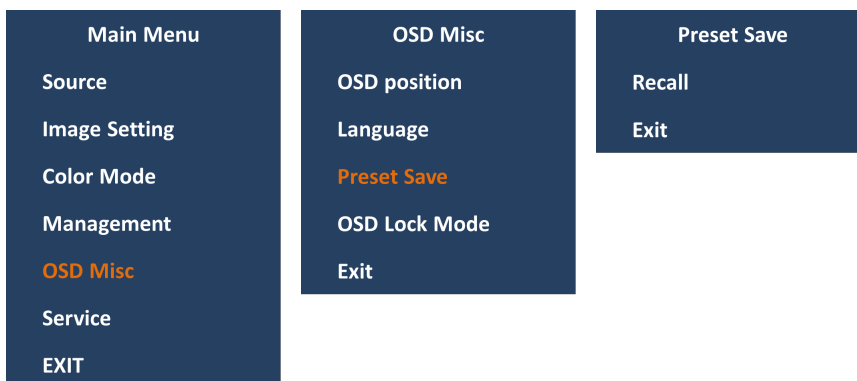 Main Menu
Source
Image Setting
Color Mode
Management
OSD Misc
Service
EXIT
OSD Misc
OSD position
Language
Preset Save
OSD Lock Mode
Exit
Preset Save
Recall
Exit